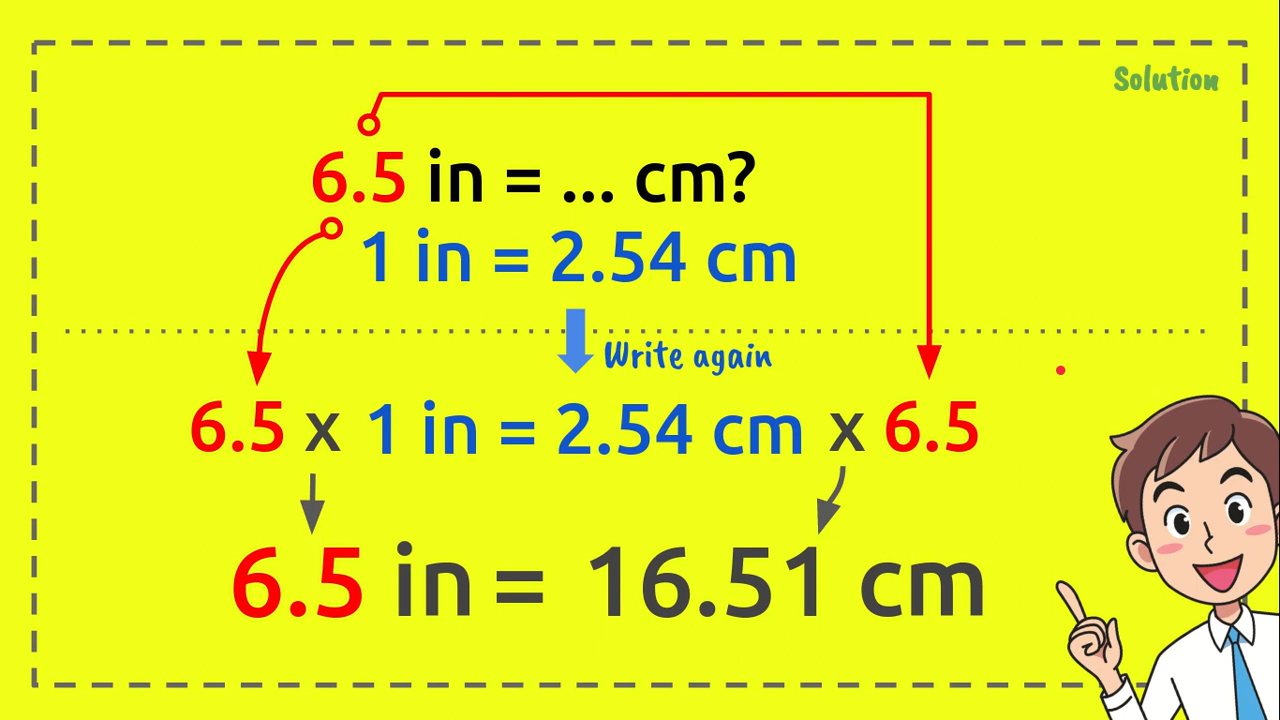 Solution
6.5 in = ... cm?
1 in = 2.54 cm
Write again
6.5 x 1 in = 2.54 cm x 6.5
6.5 in = 16.51 cm